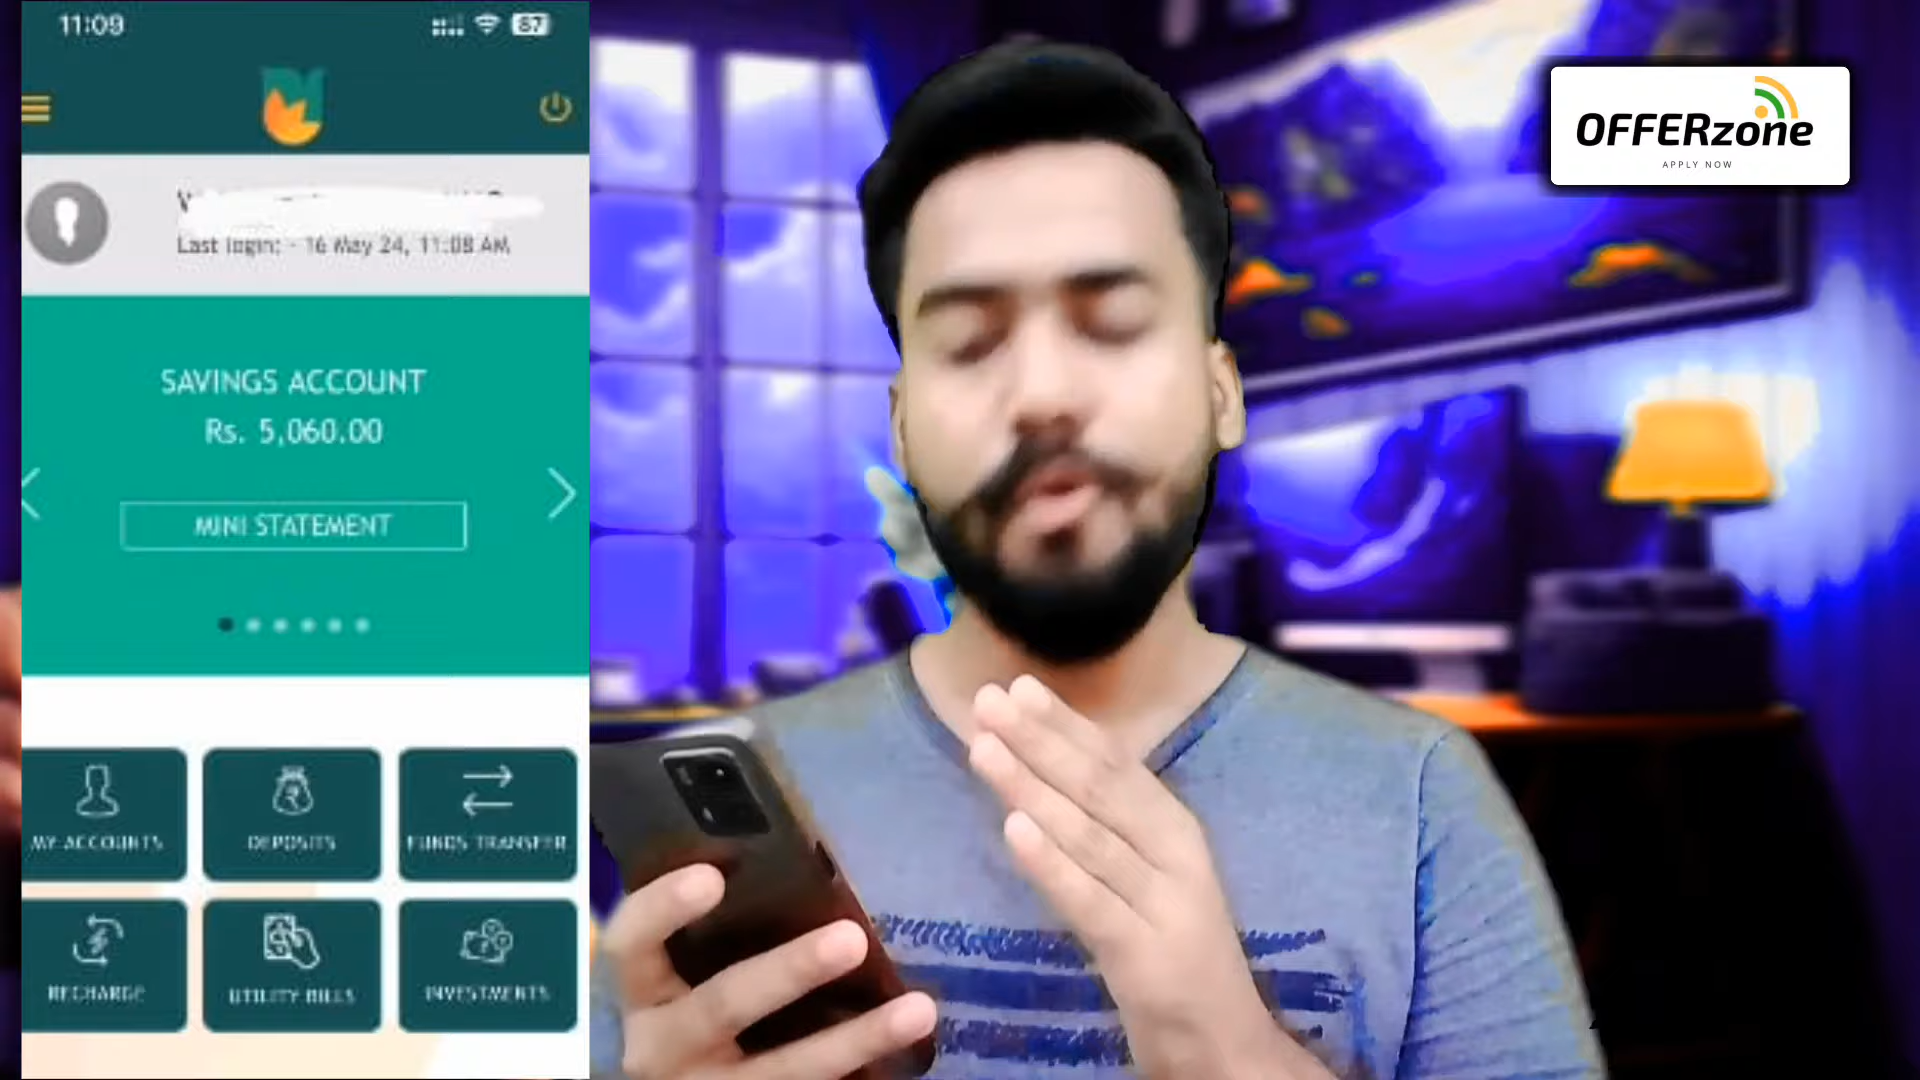 11:09
87
Last login: - 16 May 24, 11:08 AM
SAVINGS ACCOUNT
Rs. 5,060.00
MINI STATEMENT
MY ACCOUNTS
DEPOSITS
FUNDS TRANSFER
RECHARGE
UTILITY BILLS
INVESTMENTS
OFFERzone
APPLY NOW